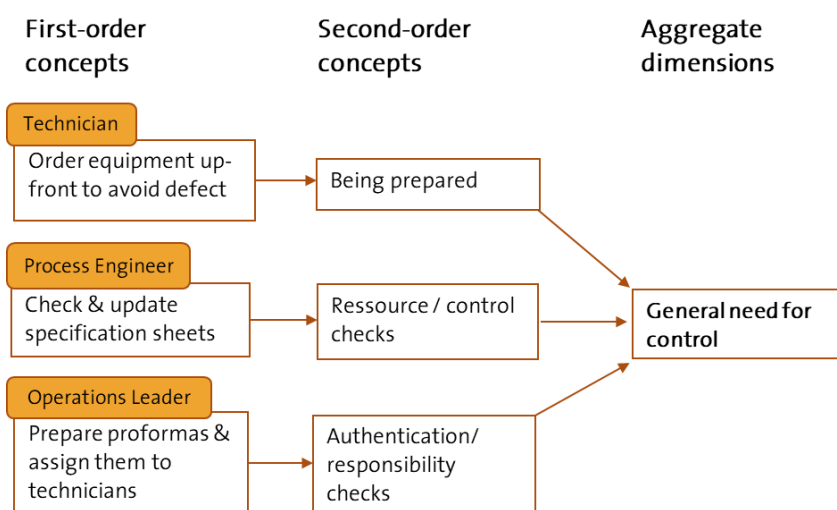 First-order
concepts
Second-order
concepts
Aggregate
dimensions
Technician
Order equipment up-
front to avoid defect
Being prepared
Process Engineer
Check & update
specification sheets
Ressource / control
checks
General need for
control
Operations Leader
Prepare proformas &
assign them to
technicians
Authentication/
responsibility
checks